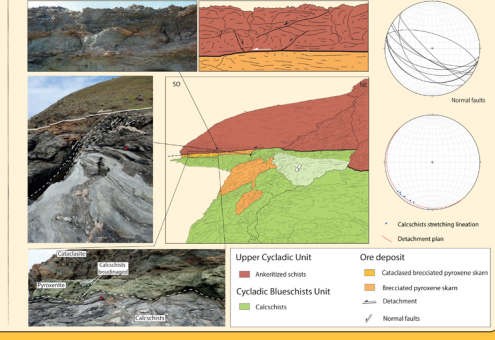 SO
Normal faults
Calcschists stretching lineation
Detachment plan
Cataclasite
Calcschists
boudinaged
Pyroxenite
Calcschists
Upper Cycladic Unit
Ankeritized schists
Cycladic Blueschists Unit
Calcschists
Ore deposit
Cataclased brecciated pyroxene skarn
Brecciated pyroxene skarn
Detachment
Normal faults